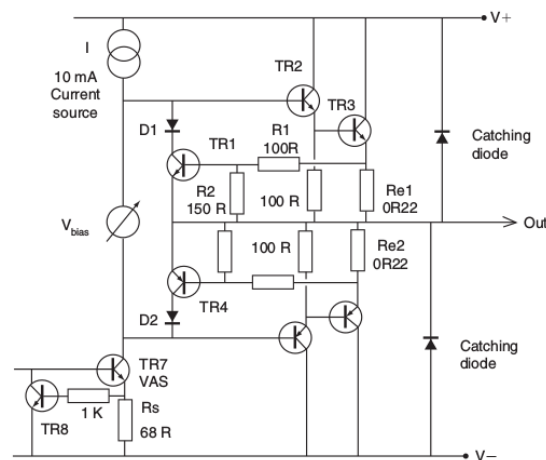 V+
I
10 mA
Current
source
TR2
TR3
D1
TR1
R1
100R
Catching
diode
R2
150 R
100 R
Re1
0R22
Out
V
bias
100 R
Re2
0R22
TR4
D2
Catching
diode
TR7
VAS
1 K
Rs
68 R
TR8
V−